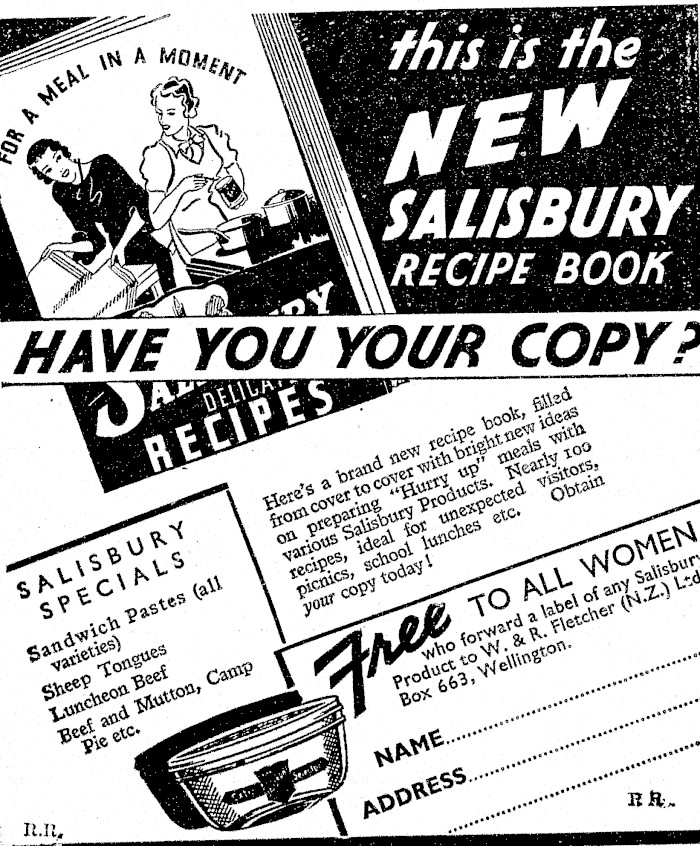 FOR A MEAL IN A MOMENT
this is the
NEW
SALISBURY
RECIPE BOOK
HAVE YOU YOUR COPY?
RECIPES
Here's a brand new recipe book, filled
from cover to cover with bright new ideas
on preparing "Hurry up" meals with
various Salisbury Products. Nearly 100
recipes, ideal for unexpected visitors,
picnics, school lunches etc. Obtain
your copy today!
SALISBURY
SPECIALS
Sandwich Pastes (all
varieties)
Sheep Tongues
Luncheon Beef
Beef and Mutton, Camp
Pie etc.
Free TO ALL WOMEN
who forward a label of any Salisbury
Product to W. & R. Fletcher (N.Z.) Ltd
Box 663, Wellington.
NAME
ADDRESS
R.R.
R R.